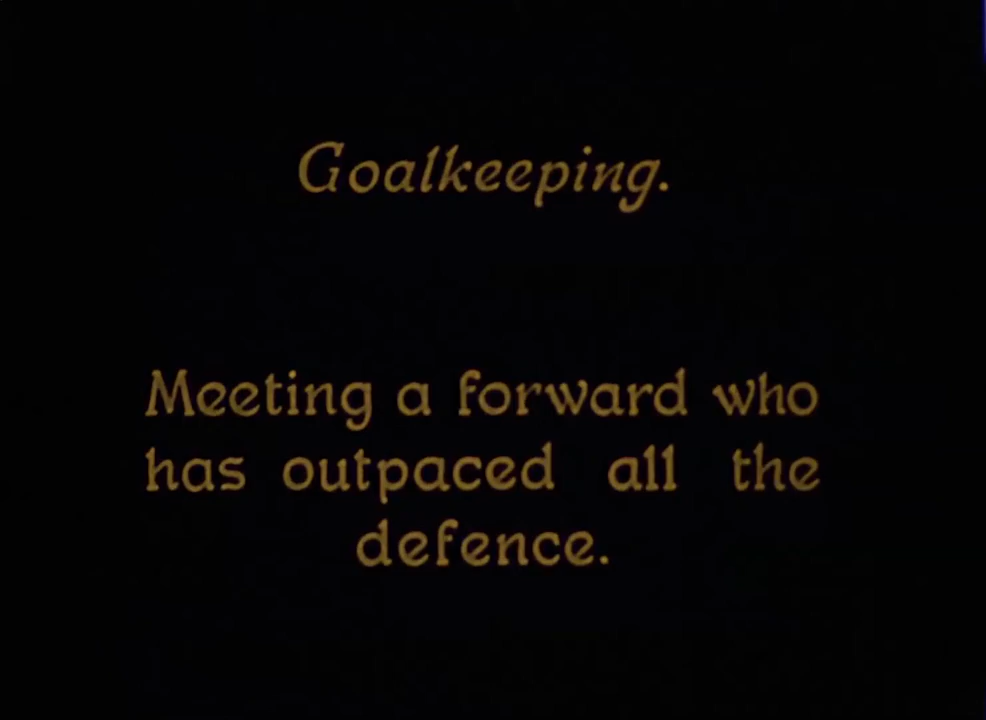 Goalkeeping.
Meeting a forward who
has outpaced all the
defence.